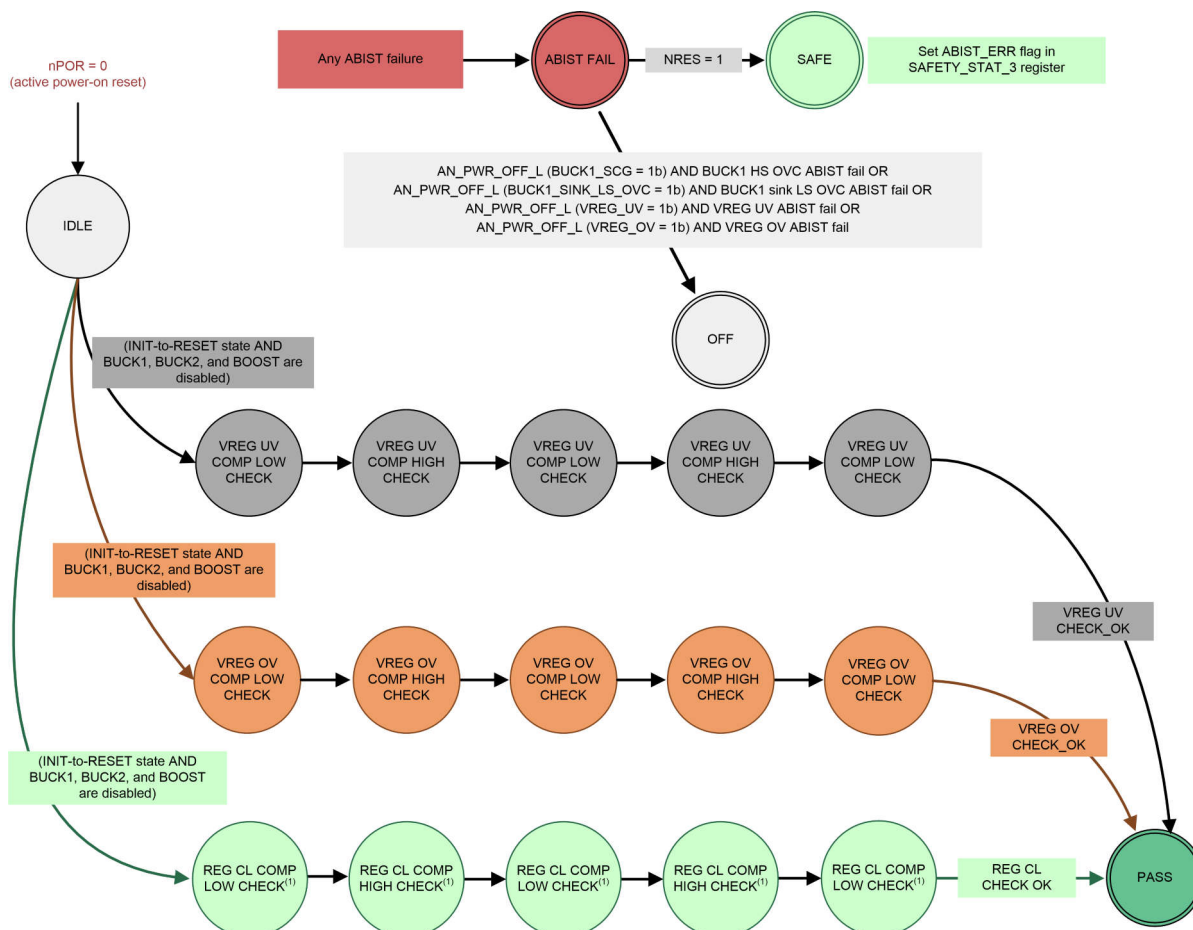 Any ABIST failure
ABIST FAIL
NRES = 1
SAFE
Set ABIST_ERR flag in
SAFETY_STAT_3 register
nPOR = 0
(active power-on reset)
IDLE
AN_PWR_OFF_L (BUCK1_SCG = 1b) AND BUCK1 HS OVC ABIST fail OR
AN_PWR_OFF_L (BUCK1_SINK_LS_OVC = 1b) AND BUCK1 sink LS OVC ABIST fail OR
AN_PWR_OFF_L (VREG_UV = 1b) AND VREG UV ABIST fail OR
AN_PWR_OFF_L (VREG_OV = 1b) AND VREG OV ABIST fail
OFF
(INIT-to-RESET state AND
BUCK1, BUCK2, and BOOST are
disabled)
VREG UV
COMP LOW
CHECK
VREG UV
COMP HIGH
CHECK
VREG UV
COMP LOW
CHECK
VREG UV
COMP HIGH
CHECK
VREG UV
COMP LOW
CHECK
VREG UV
CHECK_OK
(INIT-to-RESET state AND
BUCK1, BUCK2, and BOOST are
disabled)
VREG OV
COMP LOW
CHECK
VREG OV
COMP HIGH
CHECK
VREG OV
COMP LOW
CHECK
VREG OV
COMP HIGH
CHECK
VREG OV
COMP LOW
CHECK
VREG OV
CHECK_OK
(INIT-to-RESET state AND
BUCK1, BUCK2, and BOOST
are disabled)
REG CL COMP
LOW CHECK(1)
REG CL COMP
HIGH CHECK(1)
REG CL COMP
LOW CHECK(1)
REG CL COMP
HIGH CHECK(1)
REG CL COMP
LOW CHECK(1)
REG CL
CHECK OK
PASS